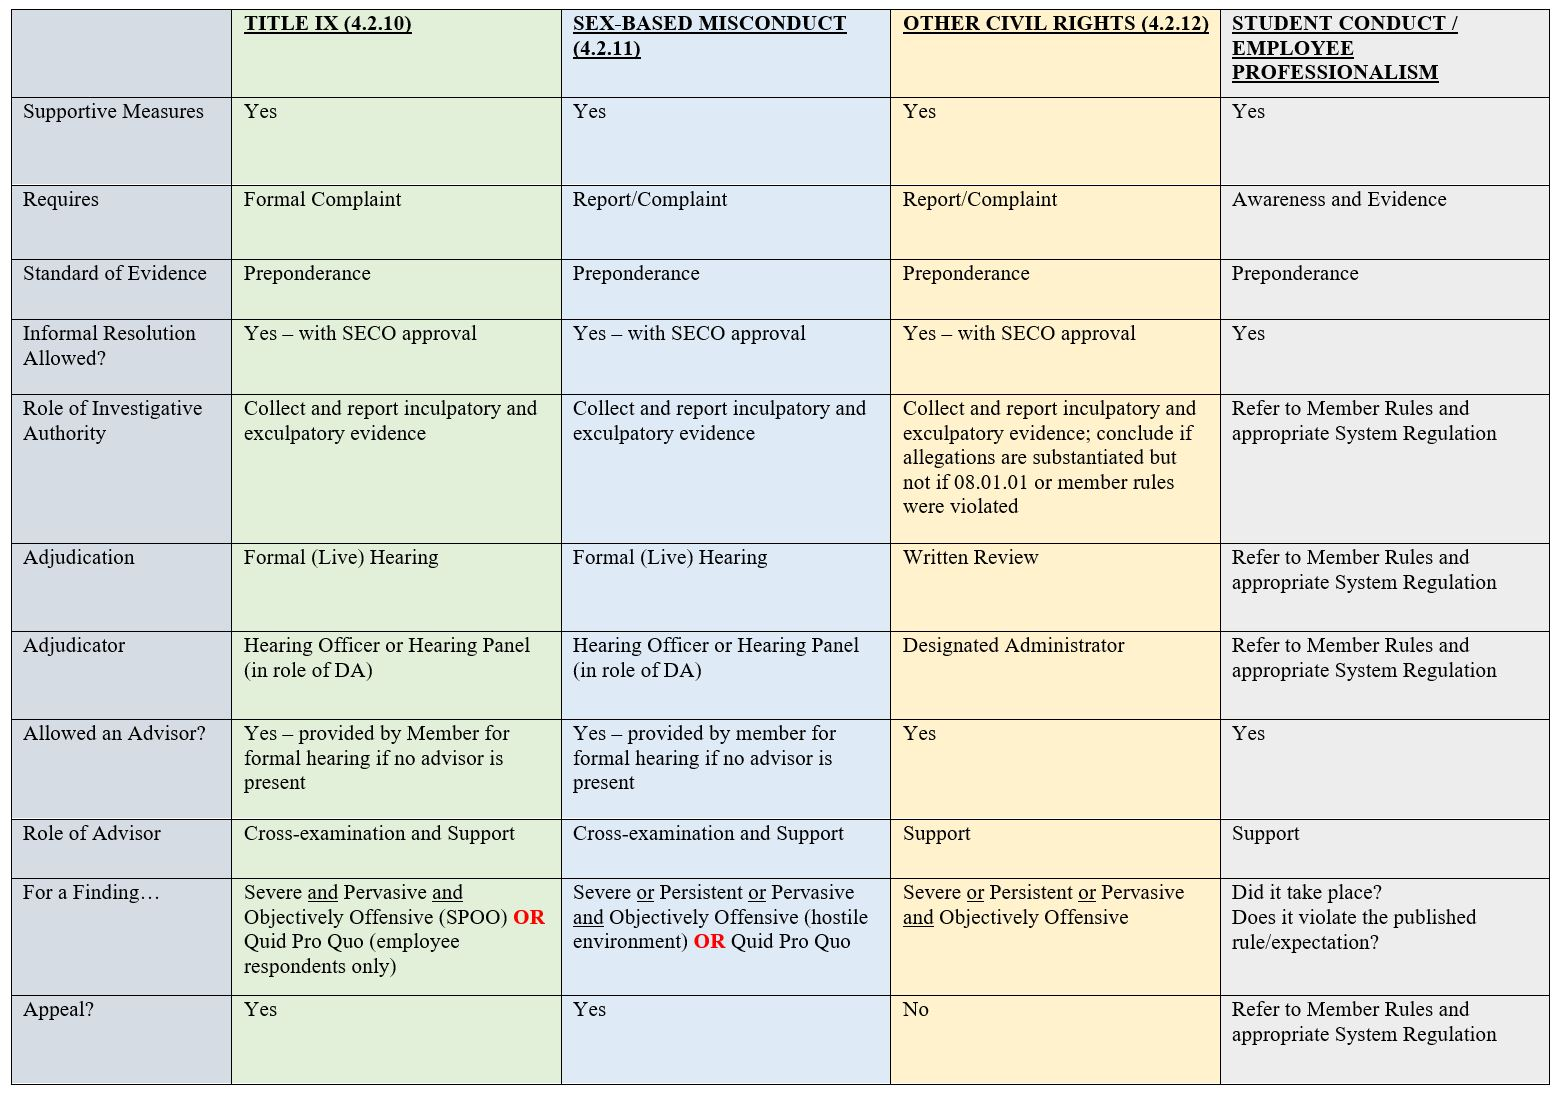 TITLE IX (4.2.10)
SEX-BASED MISCONDUCT
(4.2.11)
OTHER CIVIL RIGHTS (4.2.12)
STUDENT CONDUCT /
EMPLOYEE
PROFESSIONALISM
Supportive Measures
Yes
Yes
Yes
Yes
Requires
Formal Complaint
Report/Complaint
Report/Complaint
Awareness and Evidence
Standard of Evidence
Preponderance
Preponderance
Preponderance
Preponderance
Informal Resolution
Allowed?
Yes – with SECO approval
Yes – with SECO approval
Yes – with SECO approval
Yes
Role of Investigative
Authority
Collect and report inculpatory and
exculpatory evidence
Collect and report inculpatory and
exculpatory evidence
Collect and report inculpatory and
exculpatory evidence; conclude if
allegations are substantiated but
not if 08.01.01 or member rules
were violated
Refer to Member Rules and
appropriate System Regulation
Adjudication
Formal (Live) Hearing
Formal (Live) Hearing
Written Review
Refer to Member Rules and
appropriate System Regulation
Adjudicator
Hearing Officer or Hearing Panel
(in role of DA)
Hearing Officer or Hearing Panel
(in role of DA)
Designated Administrator
Refer to Member Rules and
appropriate System Regulation
Allowed an Advisor?
Yes – provided by Member for
formal hearing if no advisor is
present
Yes – provided by member for
formal hearing if no advisor is
present
Yes
Yes
Role of Advisor
Cross-examination and Support
Cross-examination and Support
Support
Support
For a Finding…
Severe and Pervasive and
Objectively Offensive (SPOO) OR
Quid Pro Quo (employee
respondents only)
Severe or Persistent or Pervasive
and Objectively Offensive (hostile
environment) OR Quid Pro Quo
Severe or Persistent or Pervasive
and Objectively Offensive
Did it take place?
Does it violate the published
rule/expectation?
Appeal?
Yes
Yes
No
Refer to Member Rules and
appropriate System Regulation